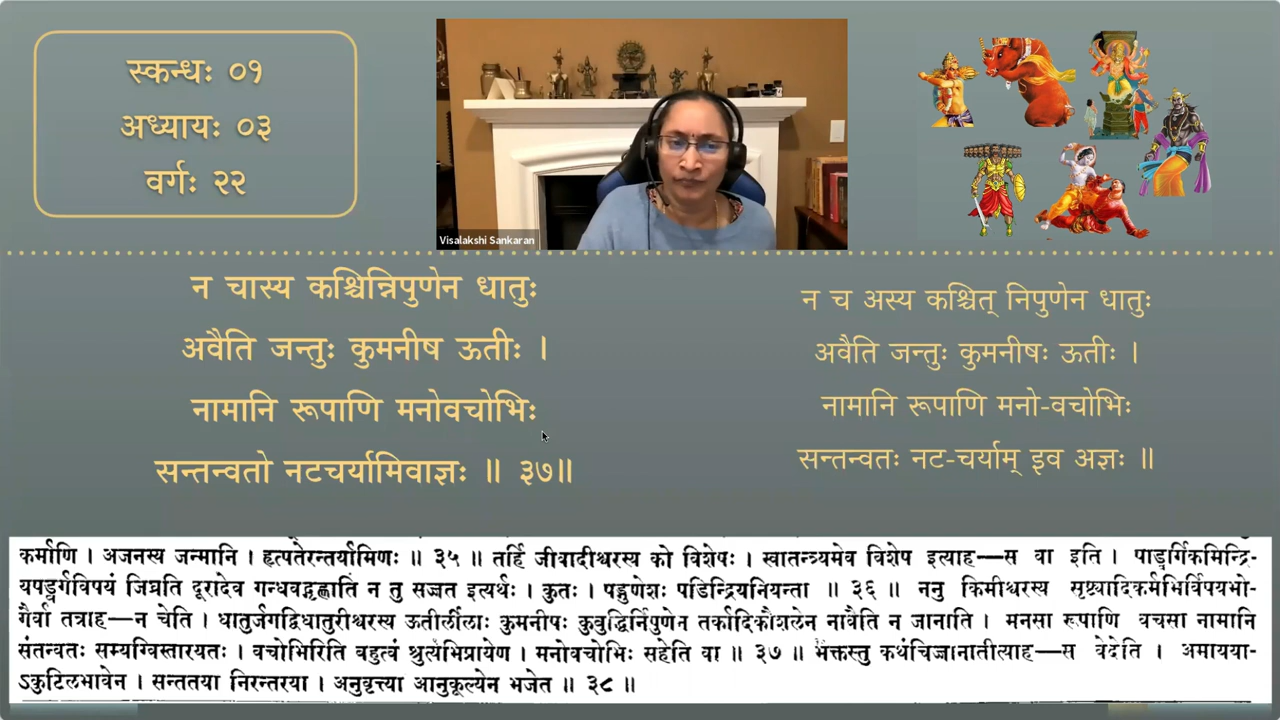 स्कन्धः ०१
अध्यायः ०३
वर्गः २२
Visalakshi Sankaran
न चास्य कश्चिन्निपुणेन धातुः
अवैति जन्तुः कुमनीष ऊतीः ।
नामानि रूपाणि मनोवचोभिः
सन्तन्वतो नटचर्यामिवाज्ञः ॥ ३७॥
न च अस्य कश्चित् निपुणेन धातुः
अवैति जन्तुः कुमनीषः ऊतीः ।
नामानि रूपाणि मनो-वचोभिः
सन्तन्वतः नट-चर्याम् इव अज्ञः ॥
कर्माणि । अजनस्य जन्मानि । हृत्पतेरन्तर्यामिणः ॥ ३५ ॥ तर्हि जीवादीश्वरस्य को विशेषः । स्वातन्त्र्यमेव विशेष इत्याह—स वा इति । षाड्वर्गिकमिन्द्रि-
यषड्वर्गविषयं जिघ्रति दूरादेव गन्धवद्गृह्णाति न तु सज्जत इत्यर्थः । कुतः । षड्गुणेशः षडिन्द्रियनियन्ता ॥ ३६ ॥ ननु किमीश्वरस्य सृष्ट्यादिकर्मभिर्विषयभो-
गैर्वा तत्राह—न चेति । धातुर्जगद्विधातुरीश्वरस्य ऊतीर्लीलाः कुमनीषः कुबुद्धिर्निपुणेन तर्कादिकौशलेन नावैति न जानाति । मनसा रूपाणि वचसा नामानि
संतन्वतः सम्यग्विस्तारयतः । वचोभिरिति बहुत्वं श्रुत्यभिप्रायेण । मनोवचोभिः सहेति वा ॥ ३७ ॥ भक्तस्तु कथंचिज्जानातीत्याह—स वेदेति । अमायया-
ऽकुटिलभावेन । सन्ततया निरन्तरया । अनुवृत्त्या आनुकूल्येन भजेत ॥ ३८ ॥